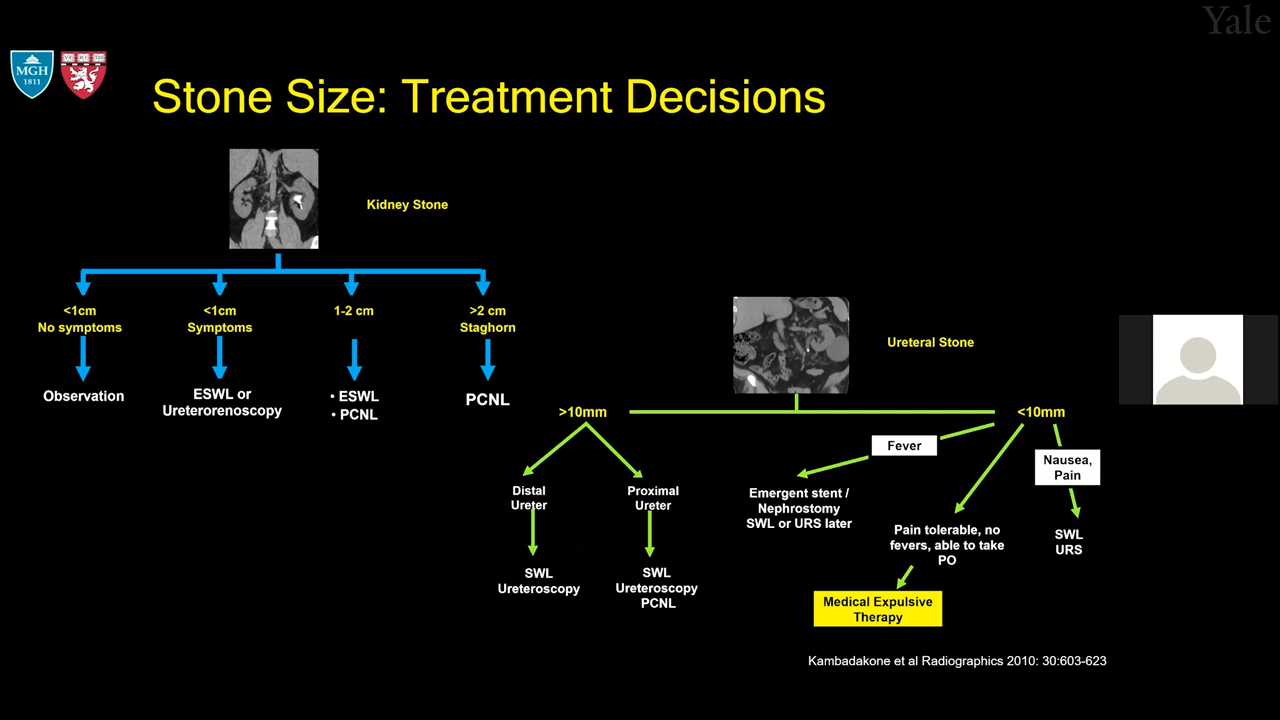 Yale
MGH
1811
Stone Size: Treatment Decisions
Kidney Stone
<1cm
No symptoms
<1cm
Symptoms
1-2 cm
>2 cm
Staghorn
Observation
ESWL or
Ureterorenoscopy
• ESWL
• PCNL
PCNL
Ureteral Stone
>10mm
<10mm
Fever
Nausea,
Pain
Distal
Ureter
Proximal
Ureter
Emergent stent /
Nephrostomy
SWL or URS later
Pain tolerable, no
fevers, able to take
PO
SWL
URS
SWL
Ureteroscopy
SWL
Ureteroscopy
PCNL
Medical Expulsive
Therapy
Kambadakone et al Radiographics 2010: 30:603-623